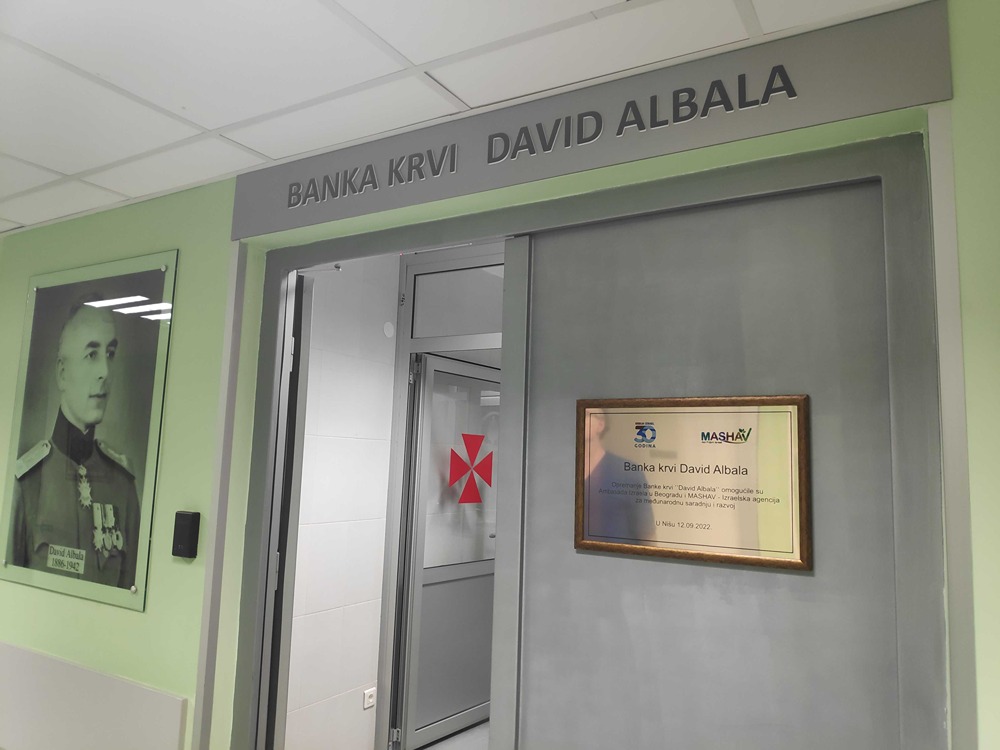 BANKA KRVI DAVID ALBALA
David Albala
1886-1942
30
GODINA
MASHAV
Banka krvi David Albala
Opremanje Banke krvi "David Albala" omogućile su
Ambasada Izraela u Beogradu i MASHAV - Izraelska agencija
za međunarodnu saradnju i razvoj
U Nišu 12.09.2022.